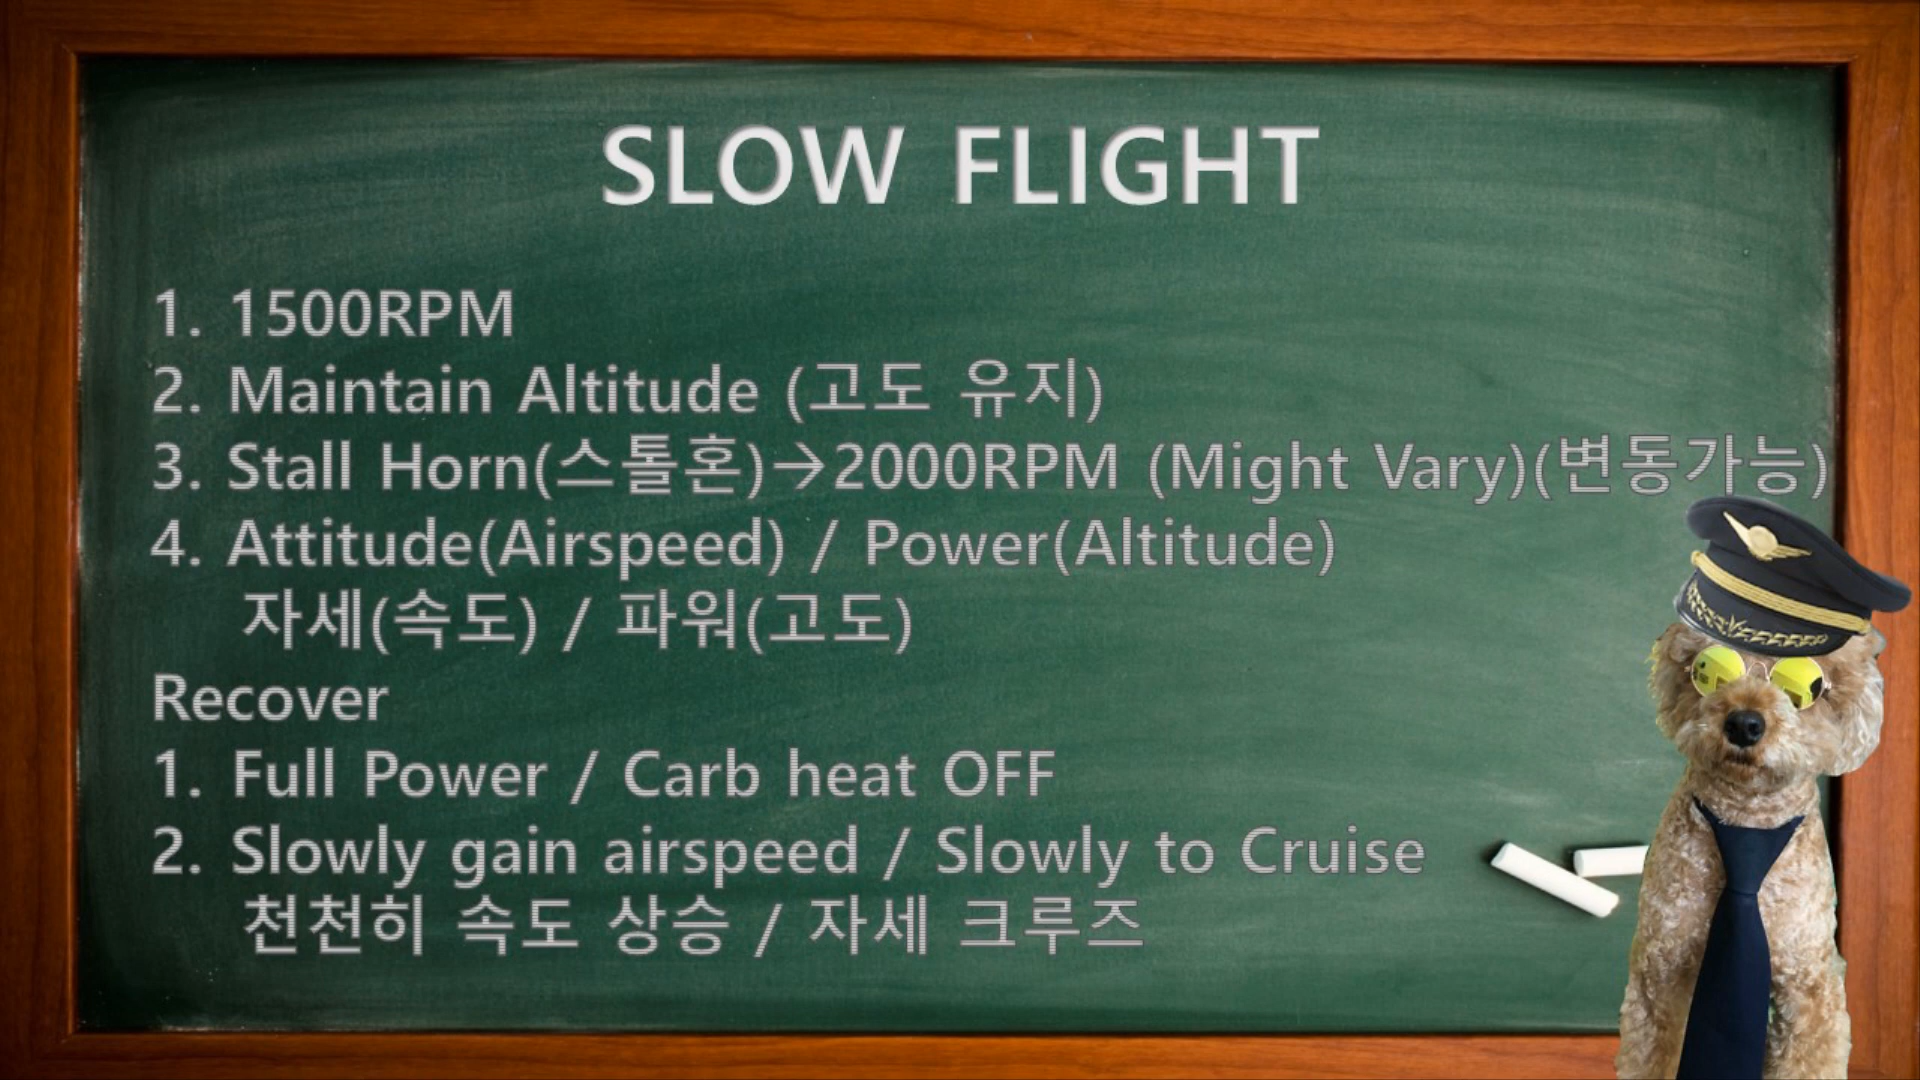 SLOW FLIGHT
1. 1500RPM
2. Maintain Altitude (고도 유지)
3. Stall Horn(스톨혼)→2000RPM (Might Vary)(변동가능)
4. Attitude(Airspeed) / Power(Altitude)
자세(속도) / 파워(고도)
Recover
1. Full Power / Carb heat OFF
2. Slowly gain airspeed / Slowly to Cruise
천천히 속도 상승 / 자세 크루즈